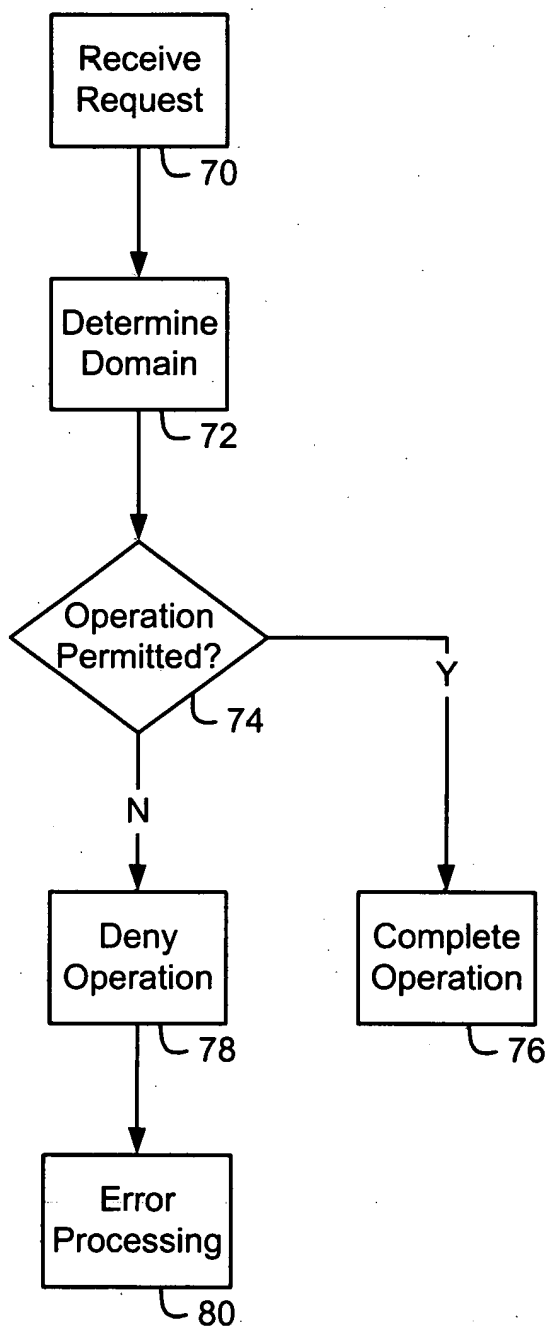 Receive
Request
70
Determine
Domain
72
Operation
Permitted?
74
Y
N
Deny
Operation
78
Complete
Operation
76
Error
Processing
80